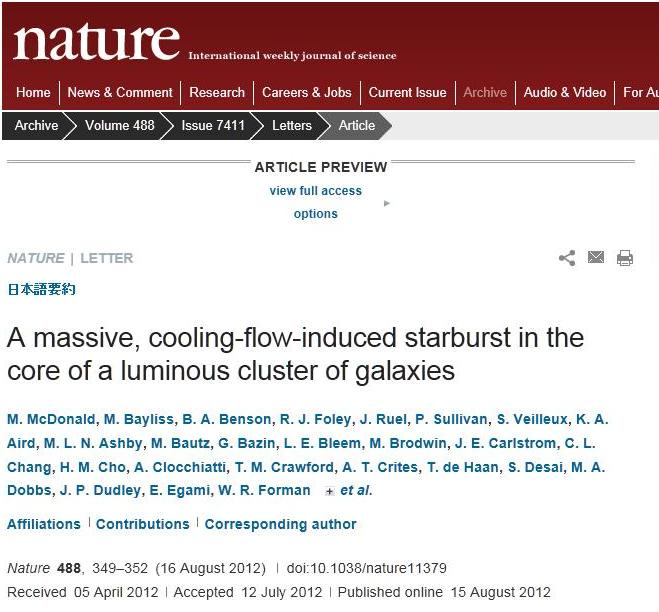 nature International weekly journal of science
Home News & Comment Research Careers & Jobs Current Issue Archive Audio & Video For Au
Archive Volume 488 Issue 7411 Letters Article
ARTICLE PREVIEW
view full access
options
NATURE | LETTER
日本語要約
A massive, cooling-flow-induced starburst in the
core of a luminous cluster of galaxies
M. McDonald, M. Bayliss, B. A. Benson, R. J. Foley, J. Ruel, P. Sullivan, S. Veilleux, K. A.
Aird, M. L. N. Ashby, M. Bautz, G. Bazin, L. E. Bleem, M. Brodwin, J. E. Carlstrom, C. L.
Chang, H. M. Cho, A. Clocchiatti, T. M. Crawford, A. T. Crites, T. de Haan, S. Desai, M. A.
Dobbs, J. P. Dudley, E. Egami, W. R. Forman + et al.
Affiliations | Contributions | Corresponding author
Nature 488, 349–352 (16 August 2012) | doi:10.1038/nature11379
Received 05 April 2012 | Accepted 12 July 2012 | Published online 15 August 2012